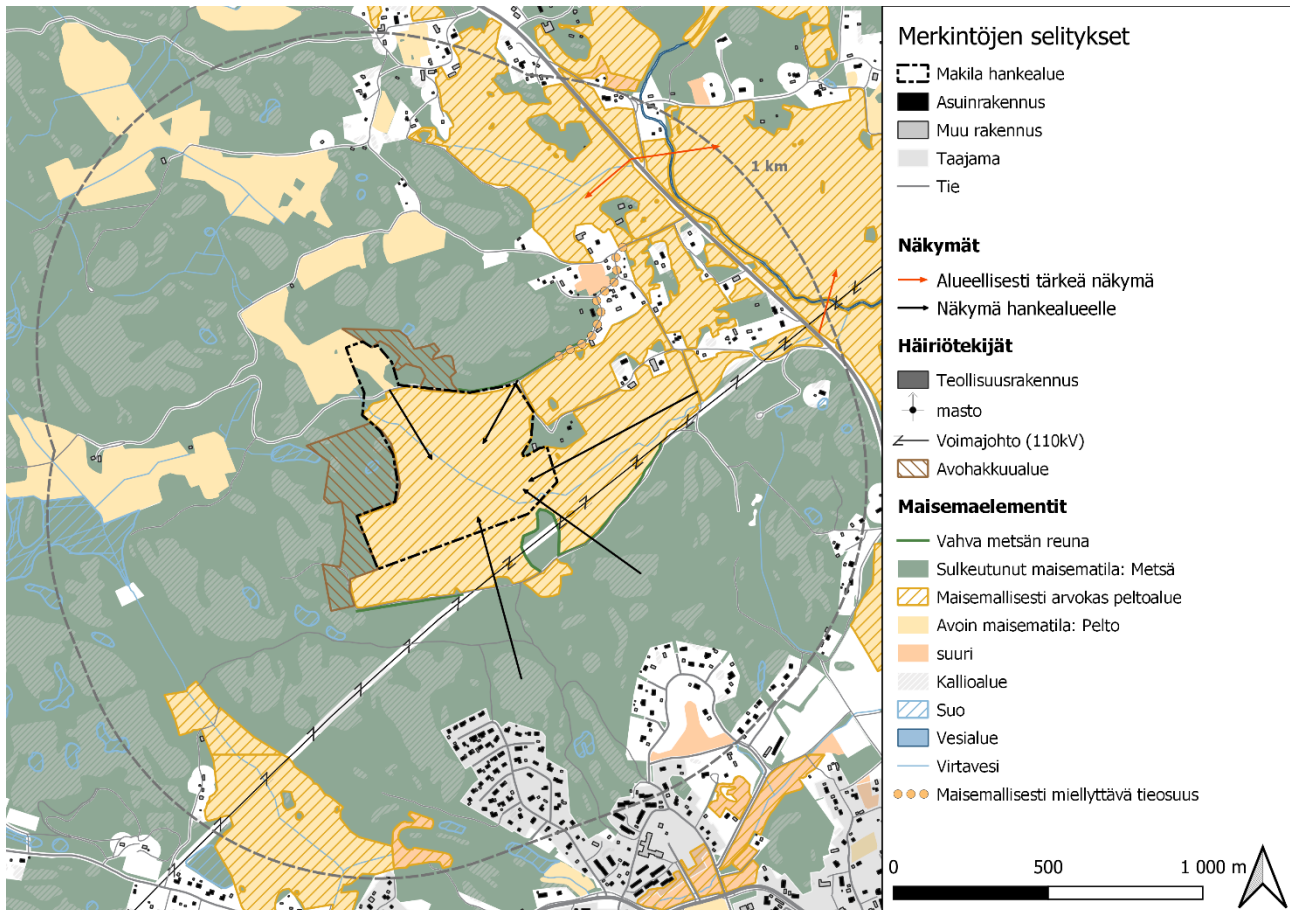 1 km
Merkintöjen selitykset
Makila hankealue
Asuinrakennus
Muu rakennus
Taajama
Tie
Näkymät
Alueellisesti tärkeä näkymä
Näkymä hankealueelle
Häiriötekijät
Teollisuusrakennus
masto
Voimajohto (110kV)
Avohakkuualue
Maisemaelementit
Vahva metsän reuna
Sulkeutunut maisematila: Metsä
Maisemallisesti arvokas peltoalue
Avoin maisematila: Pelto
suuri
Kallioalue
Suo
Vesialue
Virtavesi
Maisemallisesti miellyttävä tieosuus
0 500 1 000 m